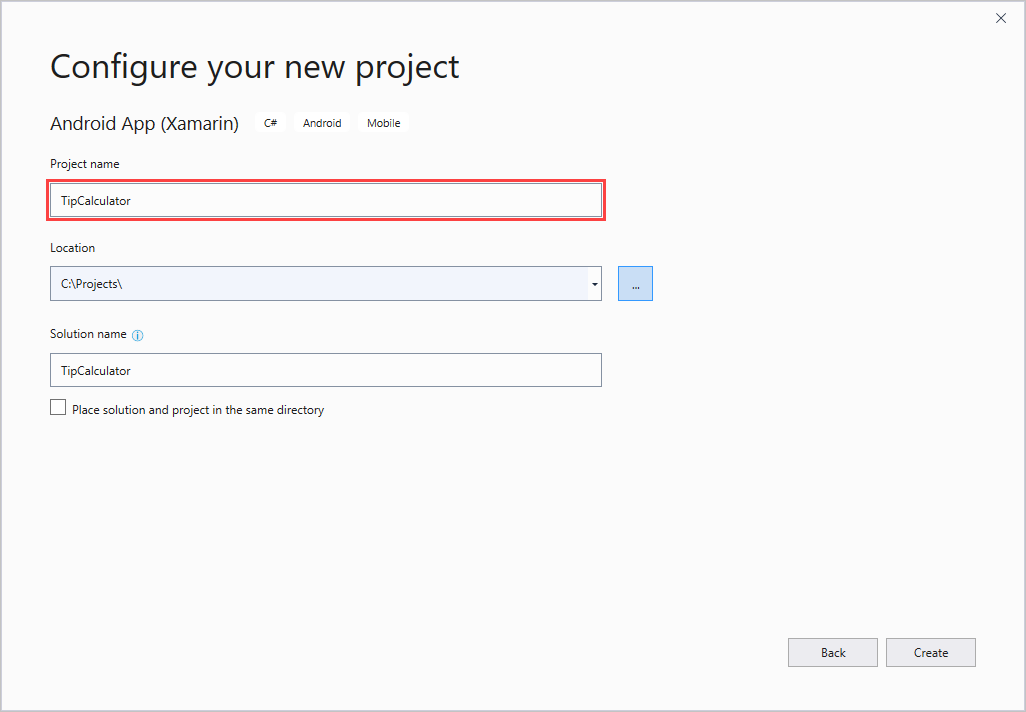 Configure your new project
Android App (Xamarin) C# Android Mobile
Project name
TipCalculator
Location
C:\Projects\
...
Solution name
TipCalculator
Place solution and project in the same directory
Back Create